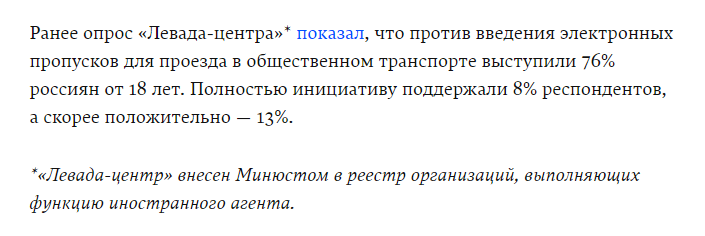 Ранее опрос «Левада-центра»* показал, что против введения электронных
пропусков для проезда в общественном транспорте выступили 76%
россиян от 18 лет. Полностью инициативу поддержали 8% респондентов,
а скорее положительно — 13%.
*«Левада-центр» внесен Минюстом в реестр организаций, выполняющих
функцию иностранного агента.